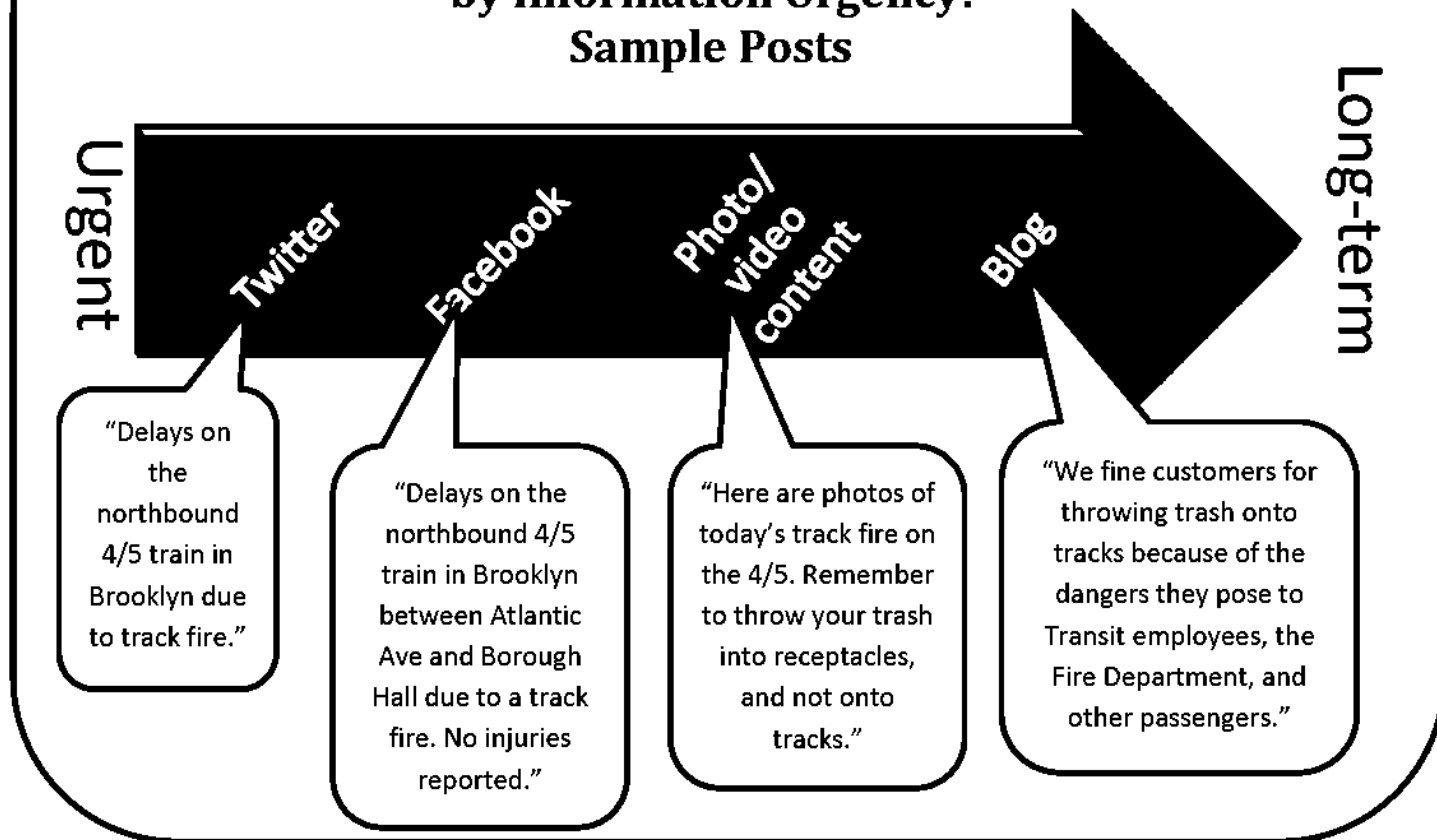 by Information Urgency:
Sample Posts
Urgent
Long-term
Twitter
Facebook
Photo/
video
content
Blog
“Delays on
the
northbound
4/5 train in
Brooklyn due
to track fire.”
“Delays on the
northbound 4/5
train in Brooklyn
between Atlantic
Ave and Borough
Hall due to a track
fire. No injuries
reported.”
“Here are photos of
today’s track fire on
the 4/5. Remember
to throw your trash
into receptacles,
and not onto
tracks.”
“We fine customers for
throwing trash onto
tracks because of the
dangers they pose to
Transit employees, the
Fire Department, and
other passengers.”